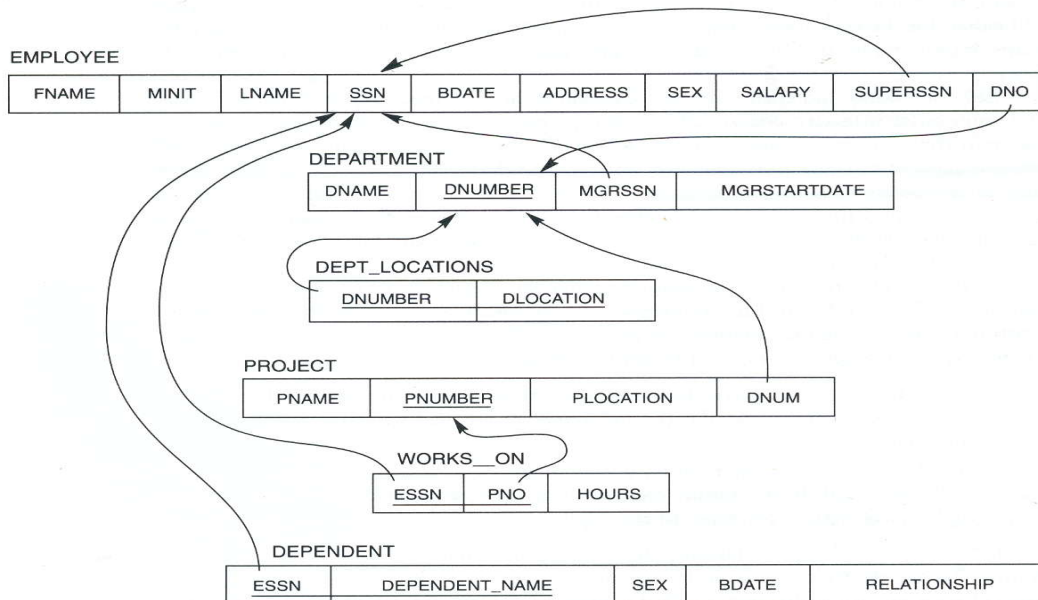 EMPLOYEE
FNAME MINIT LNAME SSN BDATE ADDRESS SEX SALARY SUPERSSN DNO
DEPARTMENT
DNAME DNUMBER MGRSSN MGRSTARTDATE
DEPT_LOCATIONS
DNUMBER DLOCATION
PROJECT
PNAME PNUMBER PLOCATION DNUM
WORKS__ON
ESSN PNO HOURS
DEPENDENT
ESSN DEPENDENT_NAME SEX BDATE RELATIONSHIP